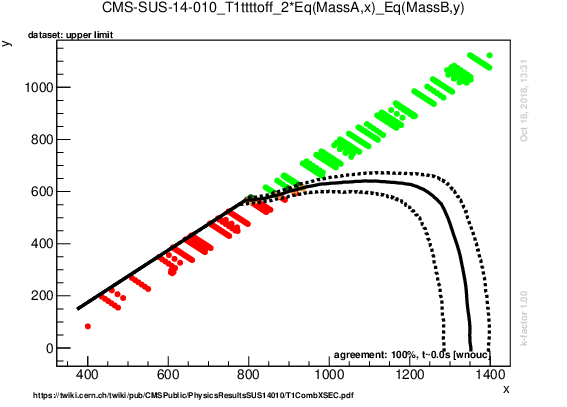 CMS-SUS-14-010_T1ttttoff_2*Eq(MassA,x)_Eq(MassB,y)
y
dataset: upper limit
1000
800
600
400
200
0
400 600 800 1000 1200 1400
x
agreement: 100%, t~0.0s [wnouc
https://twiki.cern.ch/twiki/pub/CMSPublic/PhysicsResultsSUS14010/T1CombXSEC.pdf
Oct 18, 2018, 13:31
k-factor 1.00